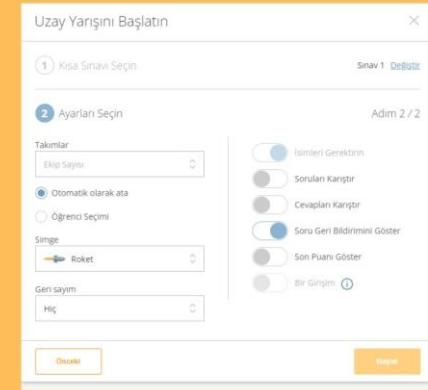 Uzay Yarışını Başlatın
1 Kısa Sınavı Seçin
Sınav 1 Değiştir
2 Ayarları Seçin
Adım 2 / 2
Takımlar
Ekip Sayısı
Otomatik olarak ata
Öğrenci Seçimi
Simge
Roket
Geri sayım
Hiç
İsimleri Gerektirin
Soruları Karıştır
Cevapları Karıştır
Soru Geri Bildirimini Göster
Son Puanı Göster
Bir Girişim
Önceki
Başlat